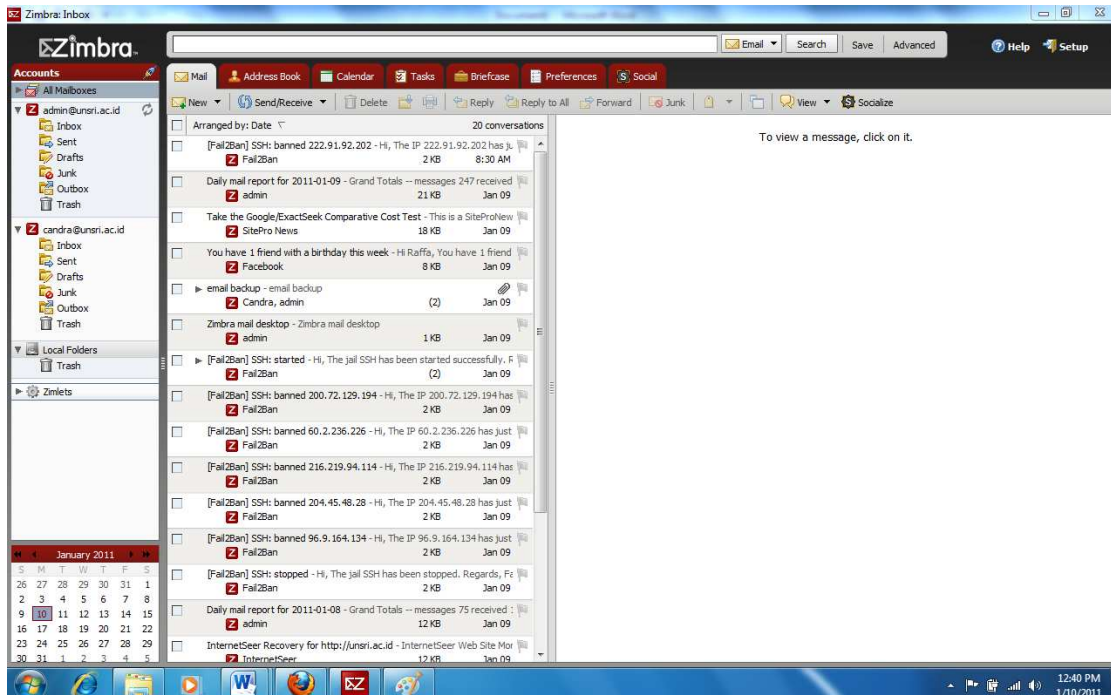 Zimbra: Inbox
Zimbra
Email Search Save Advanced Help Setup
Accounts
All Mailboxes
admin@unsri.ac.id
Inbox
Sent
Drafts
Junk
Outbox
Trash
candra@unsri.ac.id
Inbox
Sent
Drafts
Junk
Outbox
Trash
Local Folders
Trash
Zimlets
January 2011
S M T W T F S
26 27 28 29 30 31 1
2 3 4 5 6 7 8
9 10 11 12 13 14 15
16 17 18 19 20 21 22
23 24 25 26 27 28 29
30 31 1 2 3 4 5
Mail Address Book Calendar Tasks Briefcase Preferences Social
New Send/Receive Delete Reply Reply to All Forward Junk View Socialize
Arranged by: Date 20 conversations
[Fail2Ban] SSH: banned 222.91.92.202 - Hi, The IP 222.91.92.202 has ju
Fail2Ban 2 KB 8:30 AM
Daily mail report for 2011-01-09 - Grand Totals -- messages 247 received
admin 21 KB Jan 09
Take the Google/ExactSeek Comparative Cost Test - This is a SiteProNew
SitePro News 18 KB Jan 09
You have 1 friend with a birthday this week - Hi Raffa, You have 1 friend
Facebook 8 KB Jan 09
email backup - email backup
Candra, admin (2) Jan 09
Zimbra mail desktop - Zimbra mail desktop
admin 1 KB Jan 09
[Fail2Ban] SSH: started - Hi, The jail SSH has been started successfully. R
Fail2Ban (2) Jan 09
[Fail2Ban] SSH: banned 200.72.129.194 - Hi, The IP 200.72.129.194 has
Fail2Ban 2 KB Jan 09
[Fail2Ban] SSH: banned 60.2.236.226 - Hi, The IP 60.2.236.226 has just
Fail2Ban 2 KB Jan 09
[Fail2Ban] SSH: banned 216.219.94.114 - Hi, The IP 216.219.94.114 has
Fail2Ban 2 KB Jan 09
[Fail2Ban] SSH: banned 204.45.48.28 - Hi, The IP 204.45.48.28 has just
Fail2Ban 2 KB Jan 09
[Fail2Ban] SSH: banned 96.9.164.134 - Hi, The IP 96.9.164.134 has just
Fail2Ban 2 KB Jan 09
[Fail2Ban] SSH: stopped - Hi, The jail SSH has been stopped. Regards, Fa
Fail2Ban 2 KB Jan 09
Daily mail report for 2011-01-08 - Grand Totals -- messages 75 received :
admin 12 KB Jan 09
InternetSeer Recovery for http://unsri.ac.id - InternetSeer Web Site Mor
InternetSeer 12 KB Jan 09
To view a message, click on it.
12:40 PM
1/10/2011